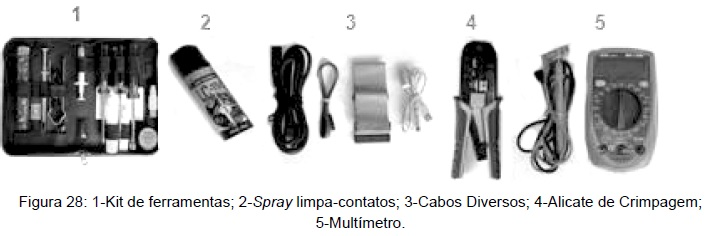 1 2 3 4 5
Figura 28: 1-Kit de ferramentas; 2-Spray limpa-contatos; 3-Cabos Diversos; 4-Alicate de Crimpagem;
5-Multímetro.